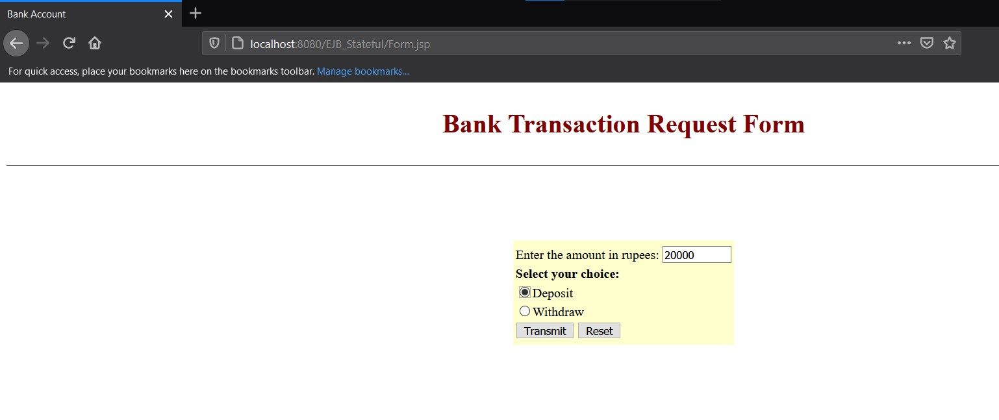 Bank Account
localhost:8080/EJB_Stateful/Form.jsp
For quick access, place your bookmarks here on the bookmarks toolbar. Manage bookmarks...
Bank Transaction Request Form
Enter the amount in rupees: 20000
Select your choice:
Deposit
Withdraw
Transmit Reset